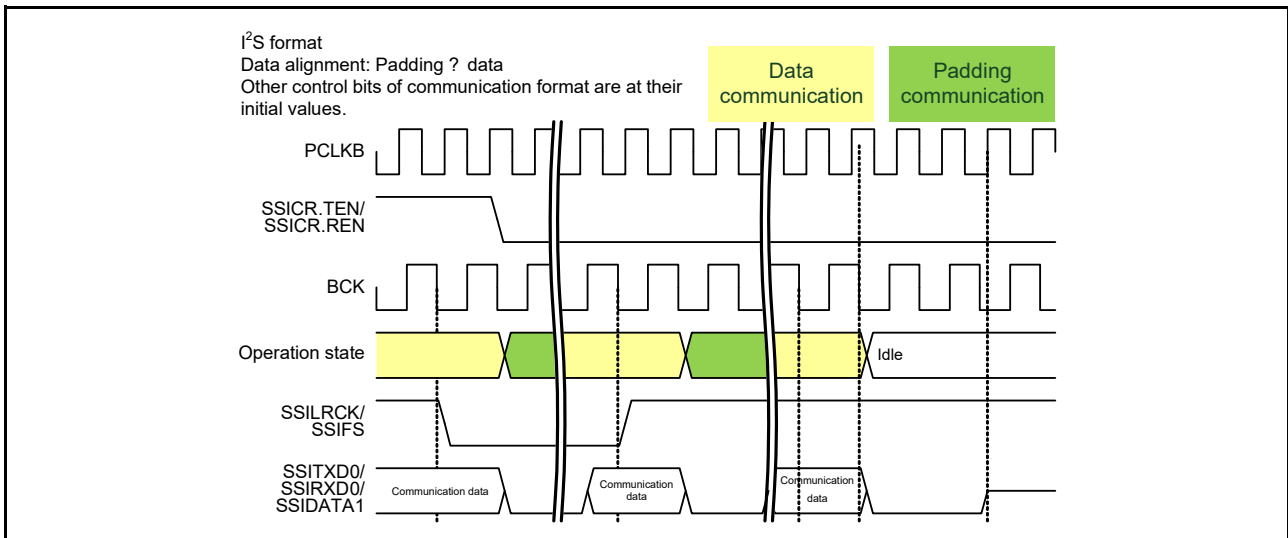 I²S format
Data alignment: Padding ? data
Other control bits of communication format are at their
initial values.
Data
communication
Padding
communication
PCLKB
SSICR.TEN/
SSICR.REN
BCK
Operation state
Idle
SSILRCK/
SSIFS
SSITXD0/
SSIRXD0/
SSIDATA1
Communication data
Communication
data
Communication
data